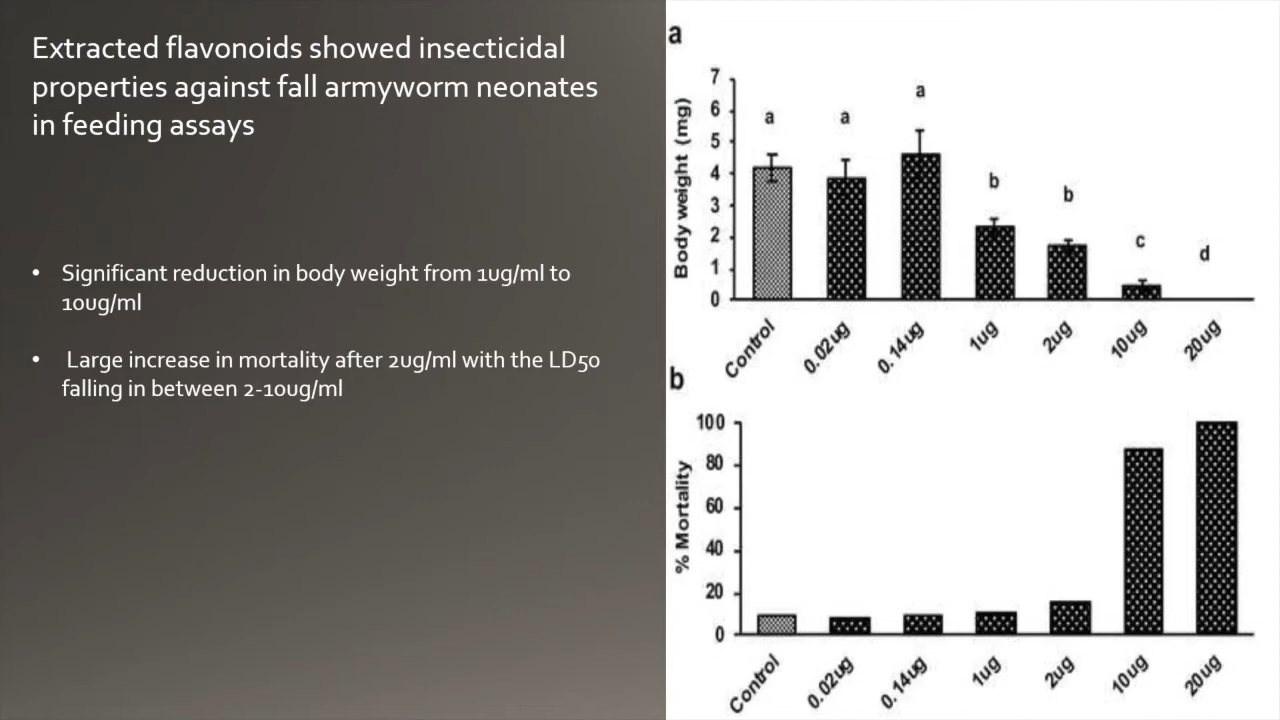 Extracted flavonoids showed insecticidal
properties against fall armyworm neonates
in feeding assays
• Significant reduction in body weight from 1ug/ml to
10ug/ml
• Large increase in mortality after 2ug/ml with the LD50
falling in between 2-10ug/ml
a
Body weight (mg)
7
6
5
4
3
2
1
0
a a a b b c d
Control 0.02ug 0.14ug 1ug 2ug 10ug 20ug
b
% Mortality
100
80
60
40
20
0
Control 0.02ug 0.14ug 1ug 2ug 10ug 20ug